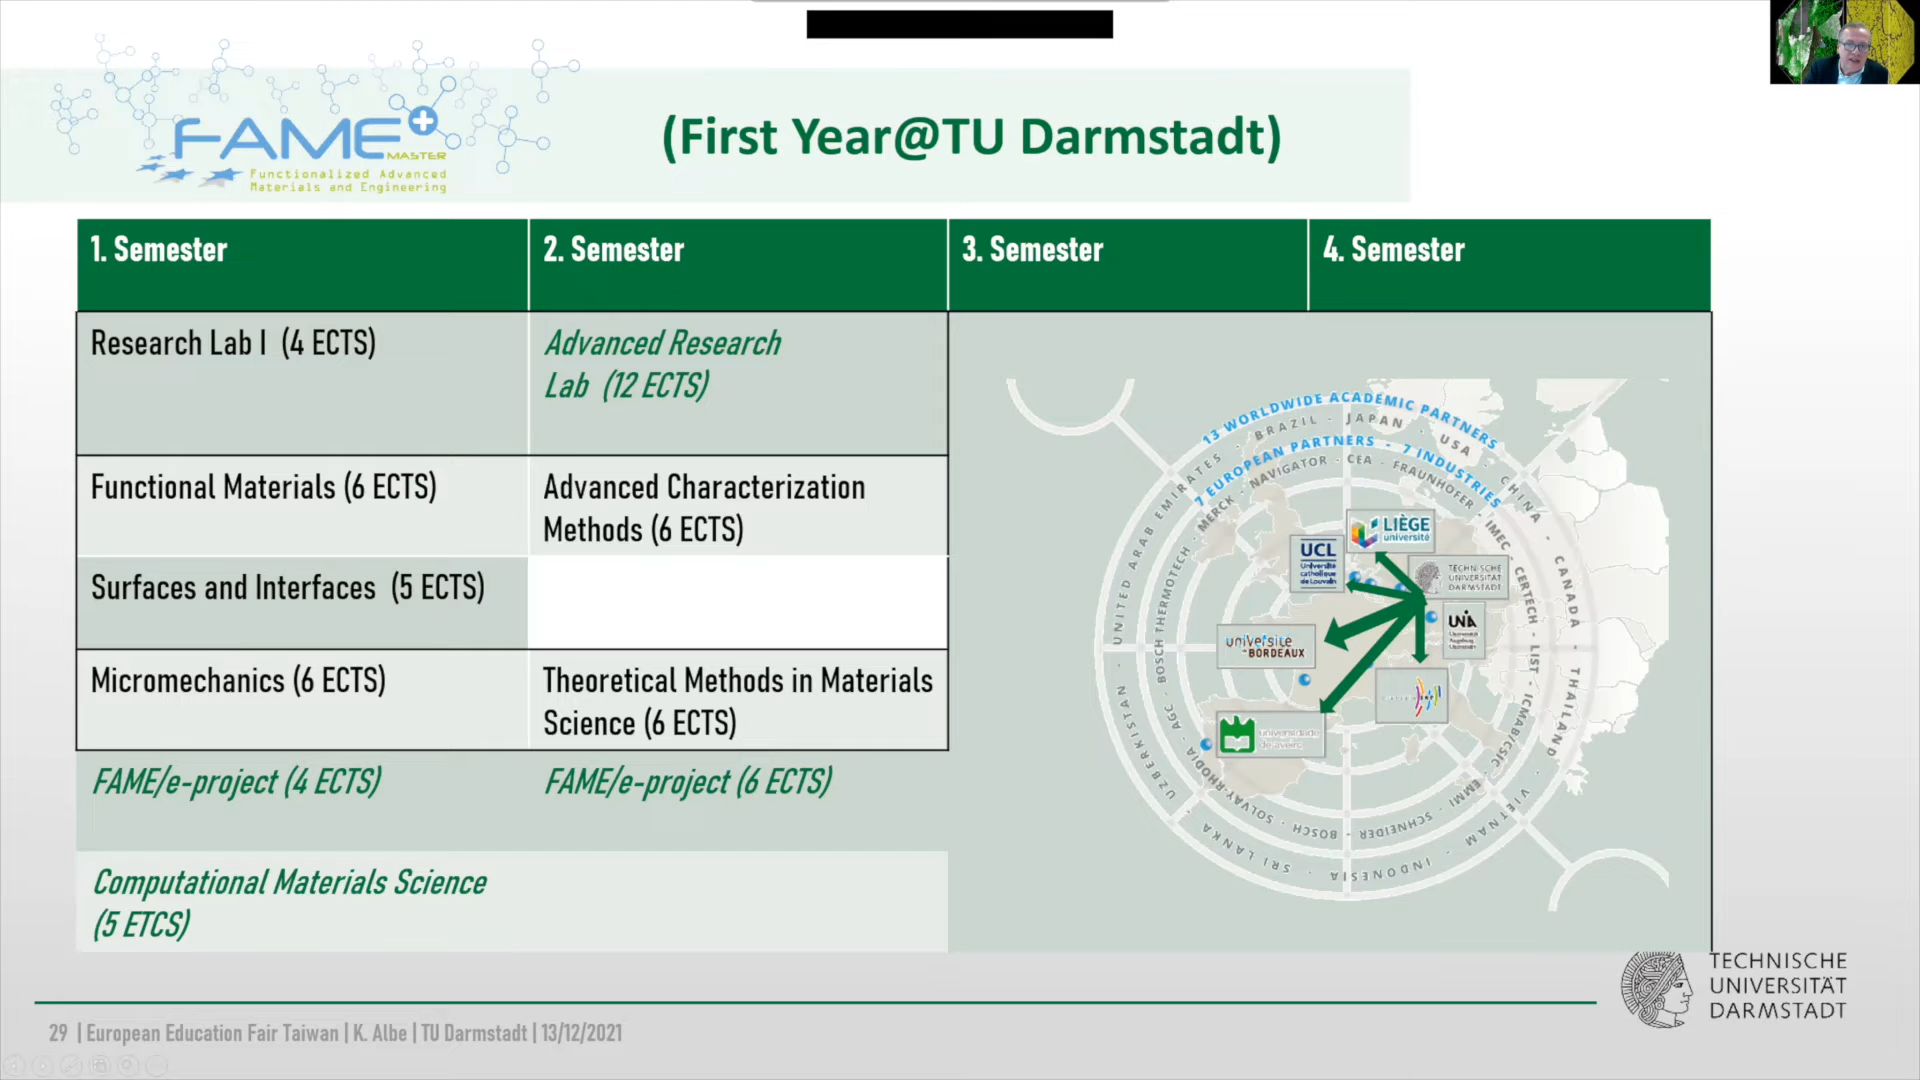 FAME+
MASTER
Functionalized Advanced
Materials and Engineering
(First Year@TU Darmstadt)
1. Semester
2. Semester
3. Semester
4. Semester
Research Lab I (4 ECTS)
Advanced Research
Lab (12 ECTS)
Functional Materials (6 ECTS)
Advanced Characterization
Methods (6 ECTS)
Surfaces and Interfaces (5 ECTS)
Micromechanics (6 ECTS)
Theoretical Methods in Materials
Science (6 ECTS)
FAME/e-project (4 ECTS)
FAME/e-project (6 ECTS)
Computational Materials Science
(5 ETCS)
13 WORLDWIDE ACADEMIC PARTNERS
UZBERKISTAN - UNITED ARAB EMIRATES - BRAZIL - JAPAN - USA - CHINA - CANADA - THAILAND - VIETNAM - INDONESIA - SRI LANKA
7 EUROPEAN PARTNERS - 7 INDUSTRIES
SOLVAY-RHODIA - AGC - BOSCH THERMOTECH - MERCK - NAVIGATOR - CEA - FRAUNHOFER - IMEC - CERTECH - LIST - ICMAB/CSIC - EMMI - SCHNEIDER - BOSCH
LIÈGE
université
UCL
Université
catholique
de Louvain
TECHNISCHE
UNIVERSITÄT
DARMSTADT
UNIA
Universität
Augsburg
University
université
de BORDEAUX
universidade
de aveiro
TECHNISCHE
UNIVERSITÄT
DARMSTADT
29 | European Education Fair Taiwan | K. Albe | TU Darmstadt | 13/12/2021